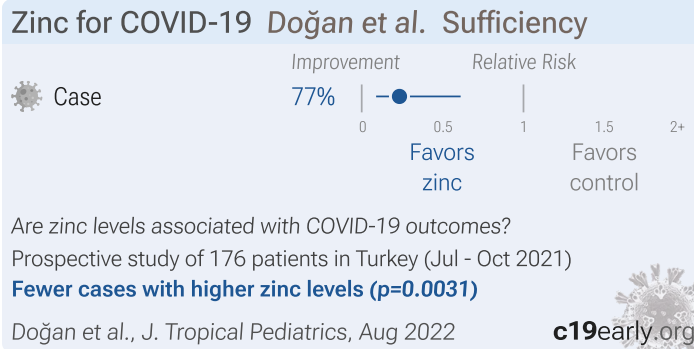 Zinc for COVID-19 Doğan et al. Sufficiency
Improvement Relative Risk
Case 77%
0 0.5 1 1.5 2+
Favors zinc
Favors control
Are zinc levels associated with COVID-19 outcomes?
Prospective study of 176 patients in Turkey (Jul - Oct 2021)
Fewer cases with higher zinc levels (p=0.0031)
Doğan et al., J. Tropical Pediatrics, Aug 2022 c19early.org